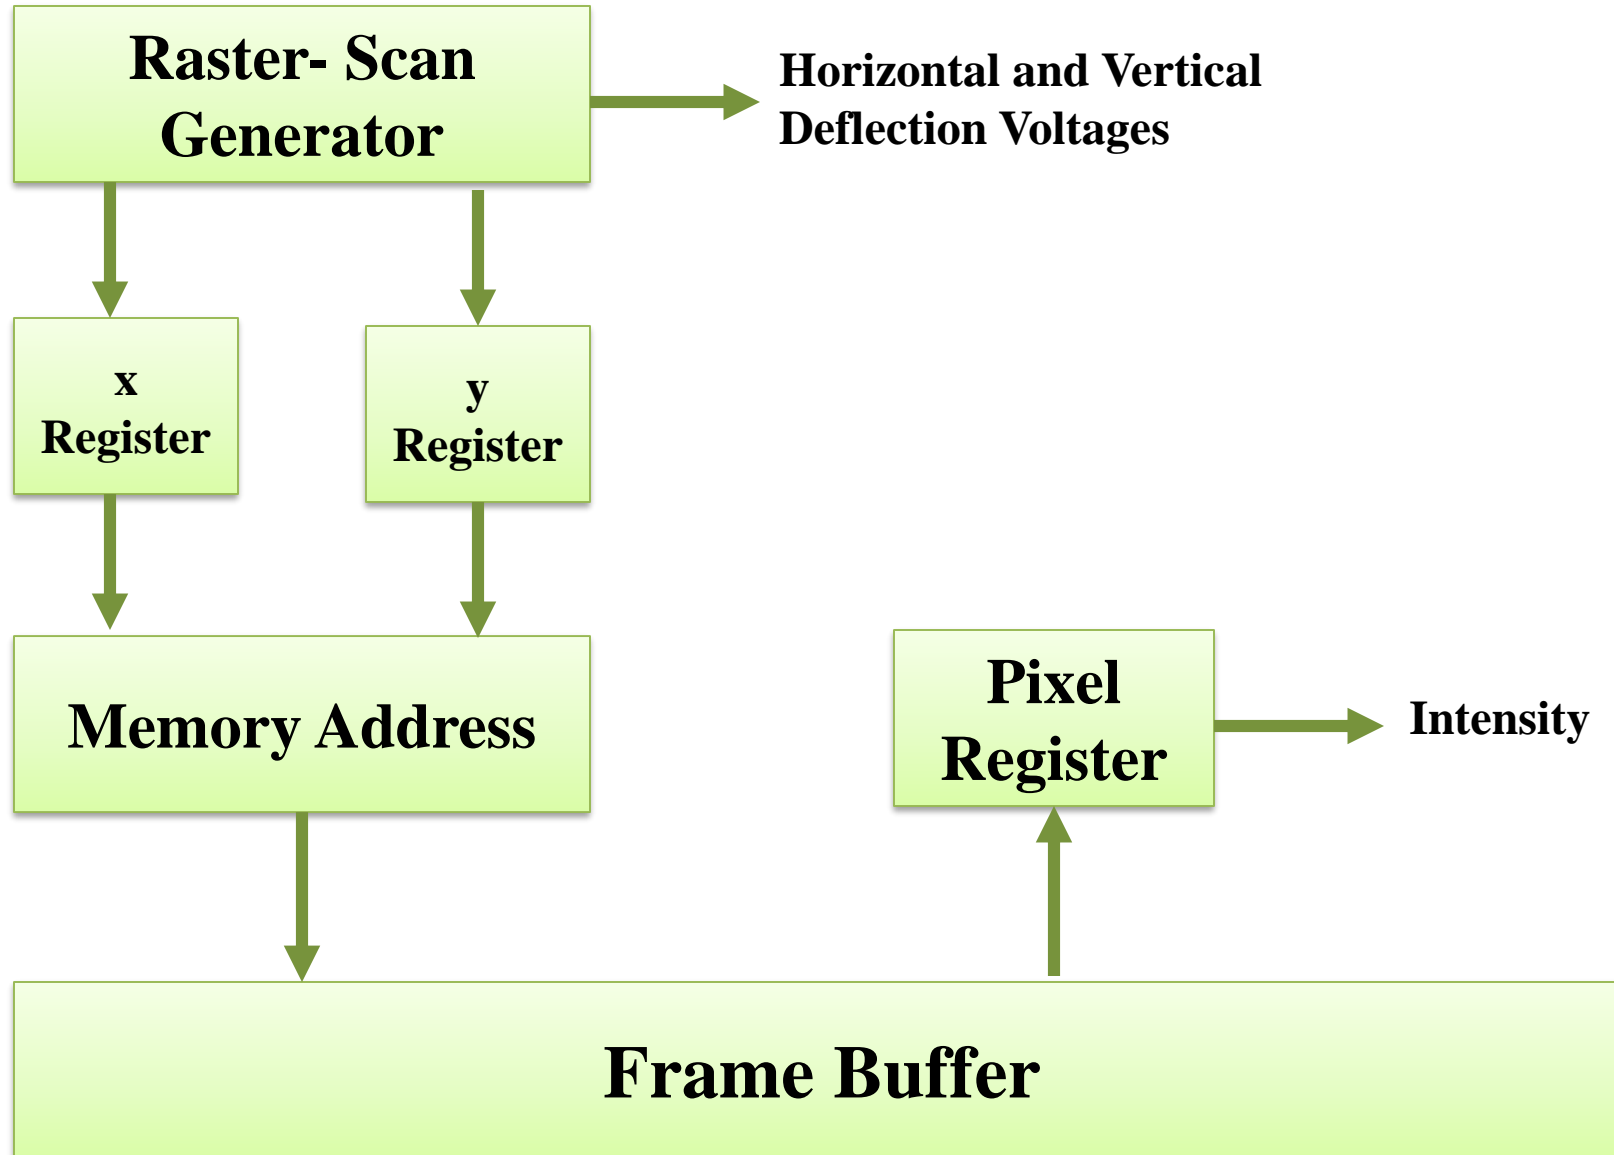 Raster- Scan
Generator
Horizontal and Vertical
Deflection Voltages
x
Register
y
Register
Memory Address
Pixel
Register
Intensity
Frame Buffer